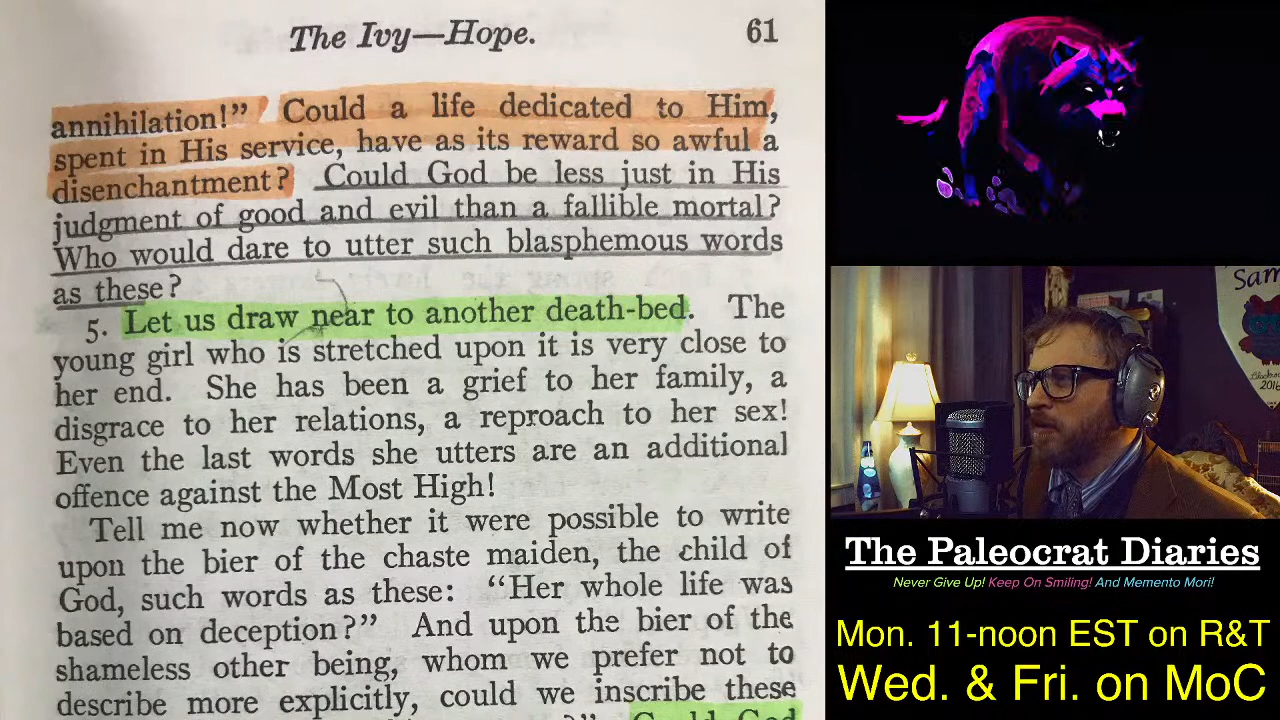 The Ivy—Hope. 61
annihilation!” Could a life dedicated to Him,
spent in His service, have as its reward so awful a
disenchantment? Could God be less just in His
judgment of good and evil than a fallible mortal?
Who would dare to utter such blasphemous words
as these?
5. Let us draw near to another death-bed. The
young girl who is stretched upon it is very close to
her end. She has been a grief to her family, a
disgrace to her relations, a reproach to her sex!
Even the last words she utters are an additional
offence against the Most High!
Tell me now whether it were possible to write
upon the bier of the chaste maiden, the child of
God, such words as these: “Her whole life was
based on deception?” And upon the bier of the
shameless other being, whom we prefer not to
describe more explicitly, could we inscribe these
Could God
Sam
2016
The Paleocrat Diaries
Never Give Up! Keep On Smiling! And Memento Mori!
Mon. 11-noon EST on R&T
Wed. & Fri. on MoC